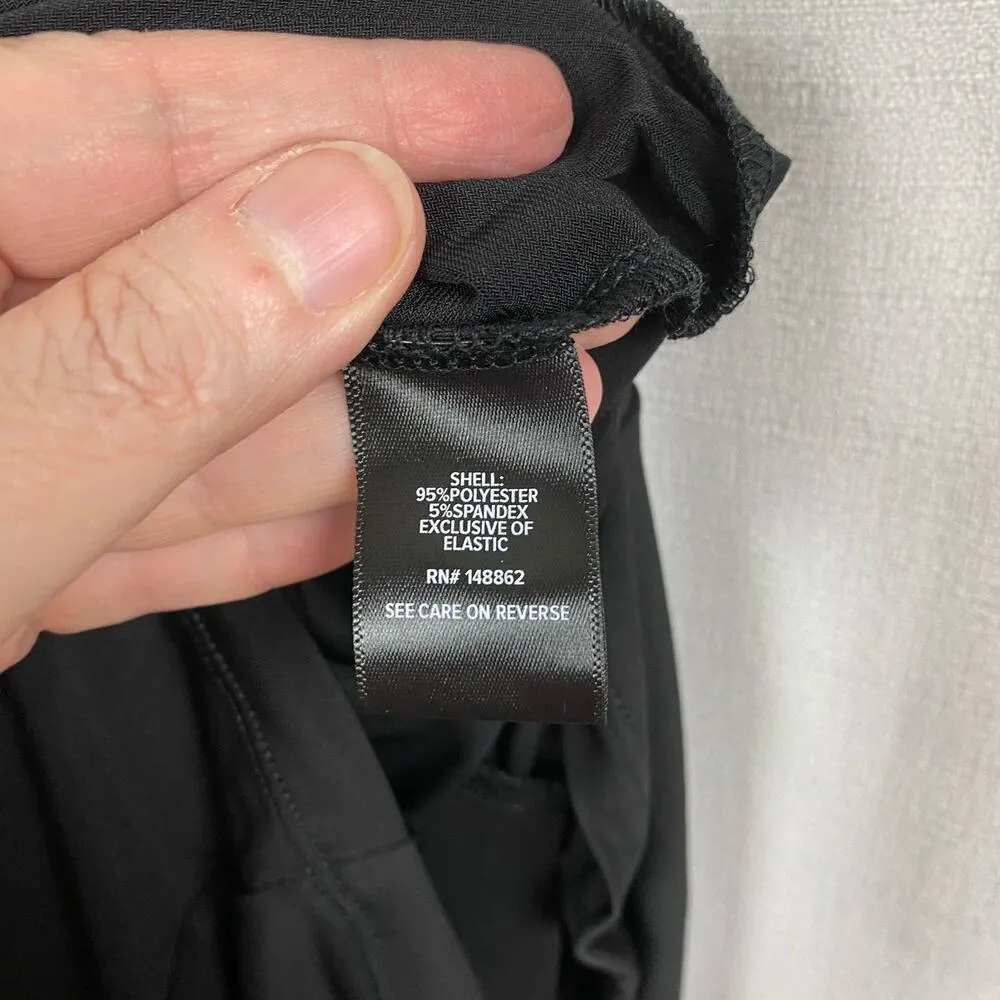 SHELL:
95%POLYESTER
5%SPANDEX
EXCLUSIVE OF
ELASTIC
RN# 148862
SEE CARE ON REVERSE